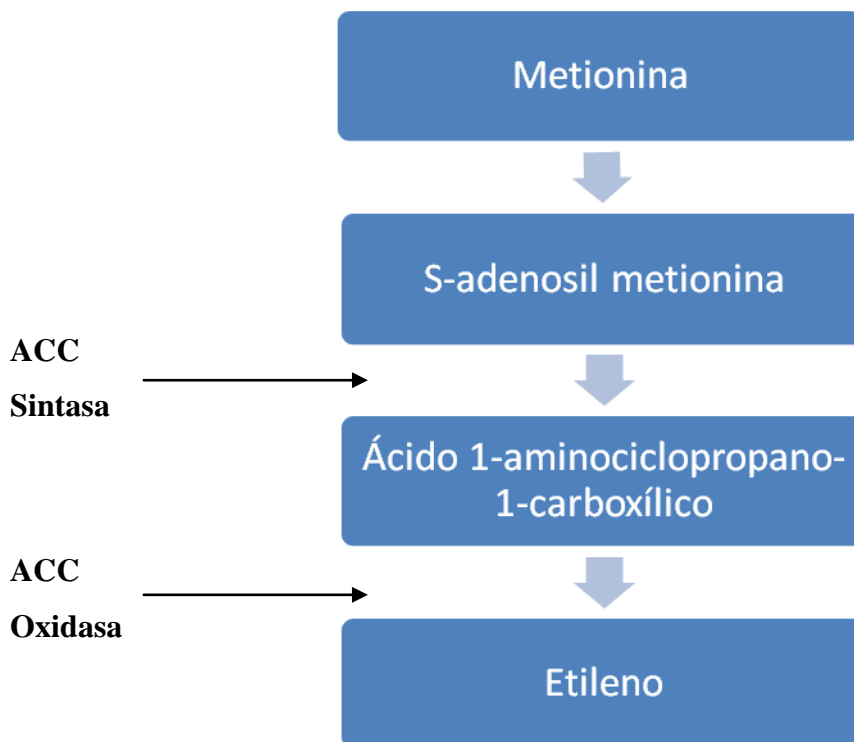 Metionina
S-adenosil metionina
ACC
Sintasa
Ácido 1-aminociclopropano-
1-carboxílico
ACC
Oxidasa
Etileno